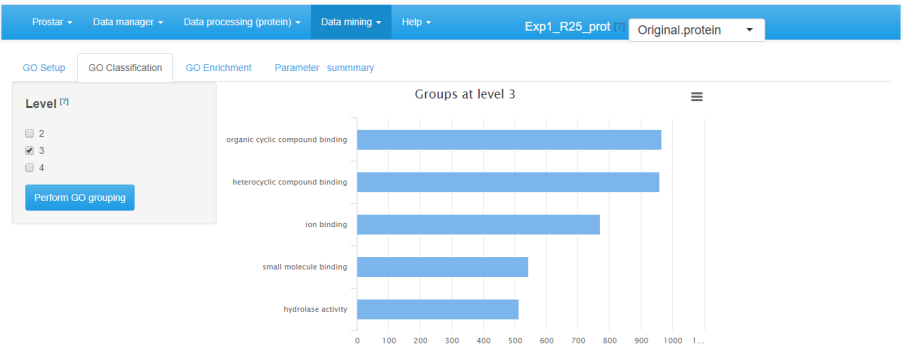 Prostar Data manager Data processing (protein) Data mining Help Exp1_R25_prot [?] Original.protein
GO Setup GO Classification GO Enrichment Parameter summmary
Level [?]
2
3
4
Perform GO grouping
Groups at level 3
organic cyclic compound binding
heterocyclic compound binding
ion binding
small molecule binding
hydrolase activity
0 100 200 300 400 500 600 700 800 900 1000 1...